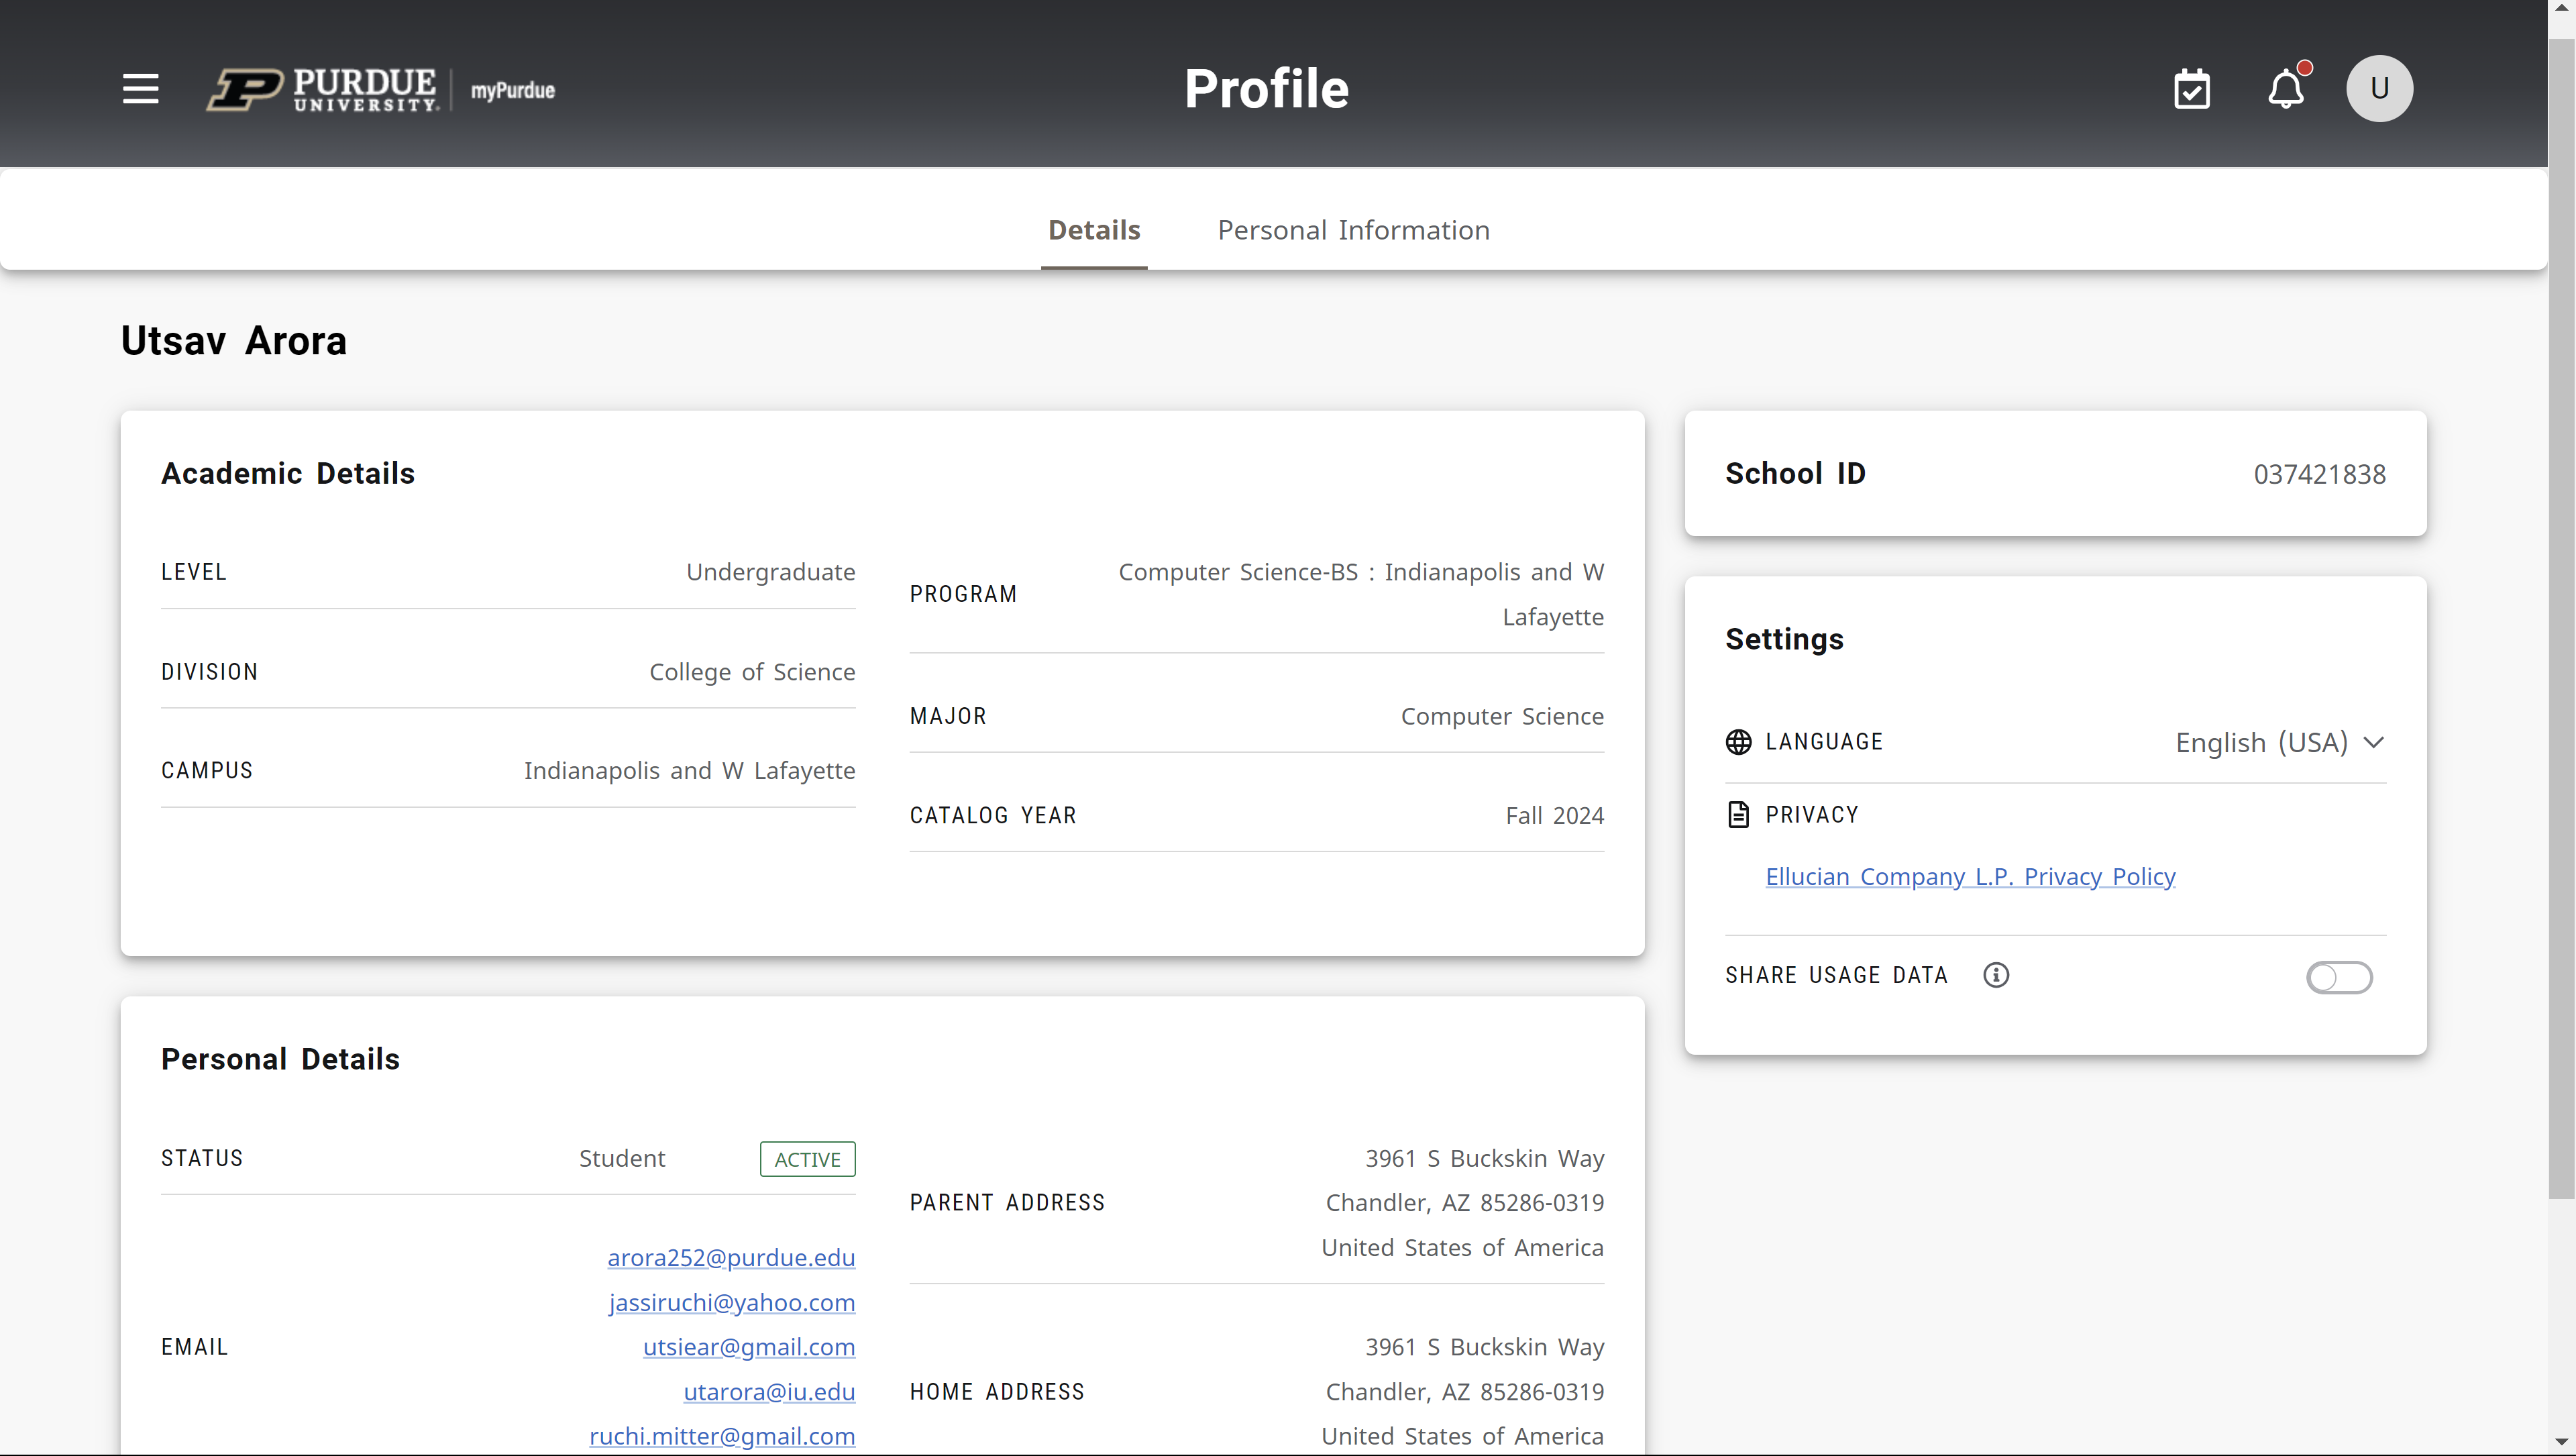 PURDUE UNIVERSITY. myPurdue
Profile
U
Details
Personal Information
Utsav Arora
Academic Details
LEVEL Undergraduate
DIVISION College of Science
CAMPUS Indianapolis and W Lafayette
PROGRAM Computer Science-BS : Indianapolis and W
Lafayette
MAJOR Computer Science
CATALOG YEAR Fall 2024
School ID 037421838
Settings
LANGUAGE English (USA)
PRIVACY
Ellucian Company L.P. Privacy Policy
SHARE USAGE DATA
Personal Details
STATUS Student ACTIVE
EMAIL
arora252@purdue.edu
jassiruchi@yahoo.com
utsiear@gmail.com
utarora@iu.edu
ruchi.mitter@gmail.com
PARENT ADDRESS
3961 S Buckskin Way
Chandler, AZ 85286-0319
United States of America
HOME ADDRESS
3961 S Buckskin Way
Chandler, AZ 85286-0319
United States of America